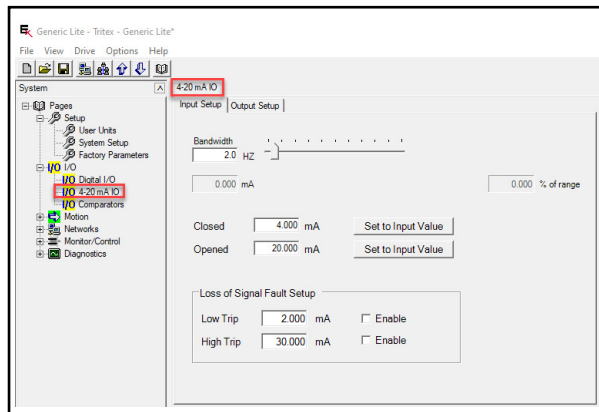 Generic Lite - Tritex - Generic Lite*
File View Drive Options Help
System
4-20 mA IO
Pages
Setup
User Units
System Setup
Factory Parameters
I/O I/O
I/O Digital I/O
I/O 4-20 mA IO
I/O Comparators
Motion
Networks
Monitor/Control
Diagnostics
Input Setup Output Setup
Bandwidth
2.0 HZ
0.000 mA 0.000 % of range
Closed 4.000 mA Set to Input Value
Opened 20.000 mA Set to Input Value
Loss of Signal Fault Setup
Low Trip 2.000 mA Enable
High Trip 30.000 mA Enable